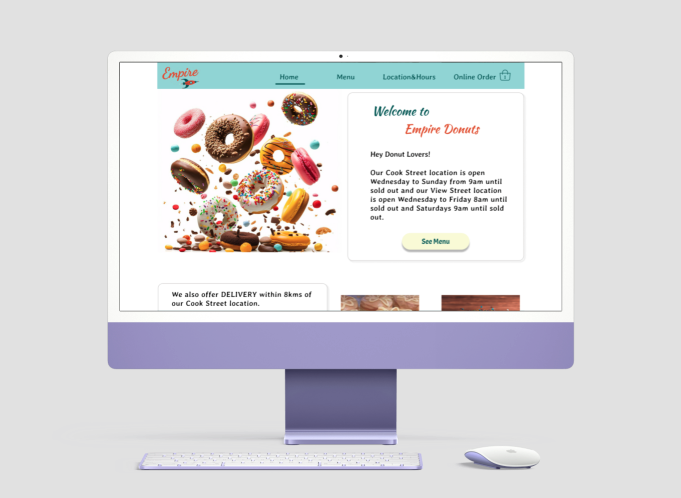 Empire
Home Menu Location&Hours Online Order
Welcome to
Empire Donuts
Hey Donut Lovers!
Our Cook Street location is open
Wednesday to Sunday from 9am until
sold out and our View Street location
is open Wednesday to Friday 8am until
sold out and Saturdays 9am until sold
out.
See Menu
We also offer DELIVERY within 8kms of
our Cook Street location.